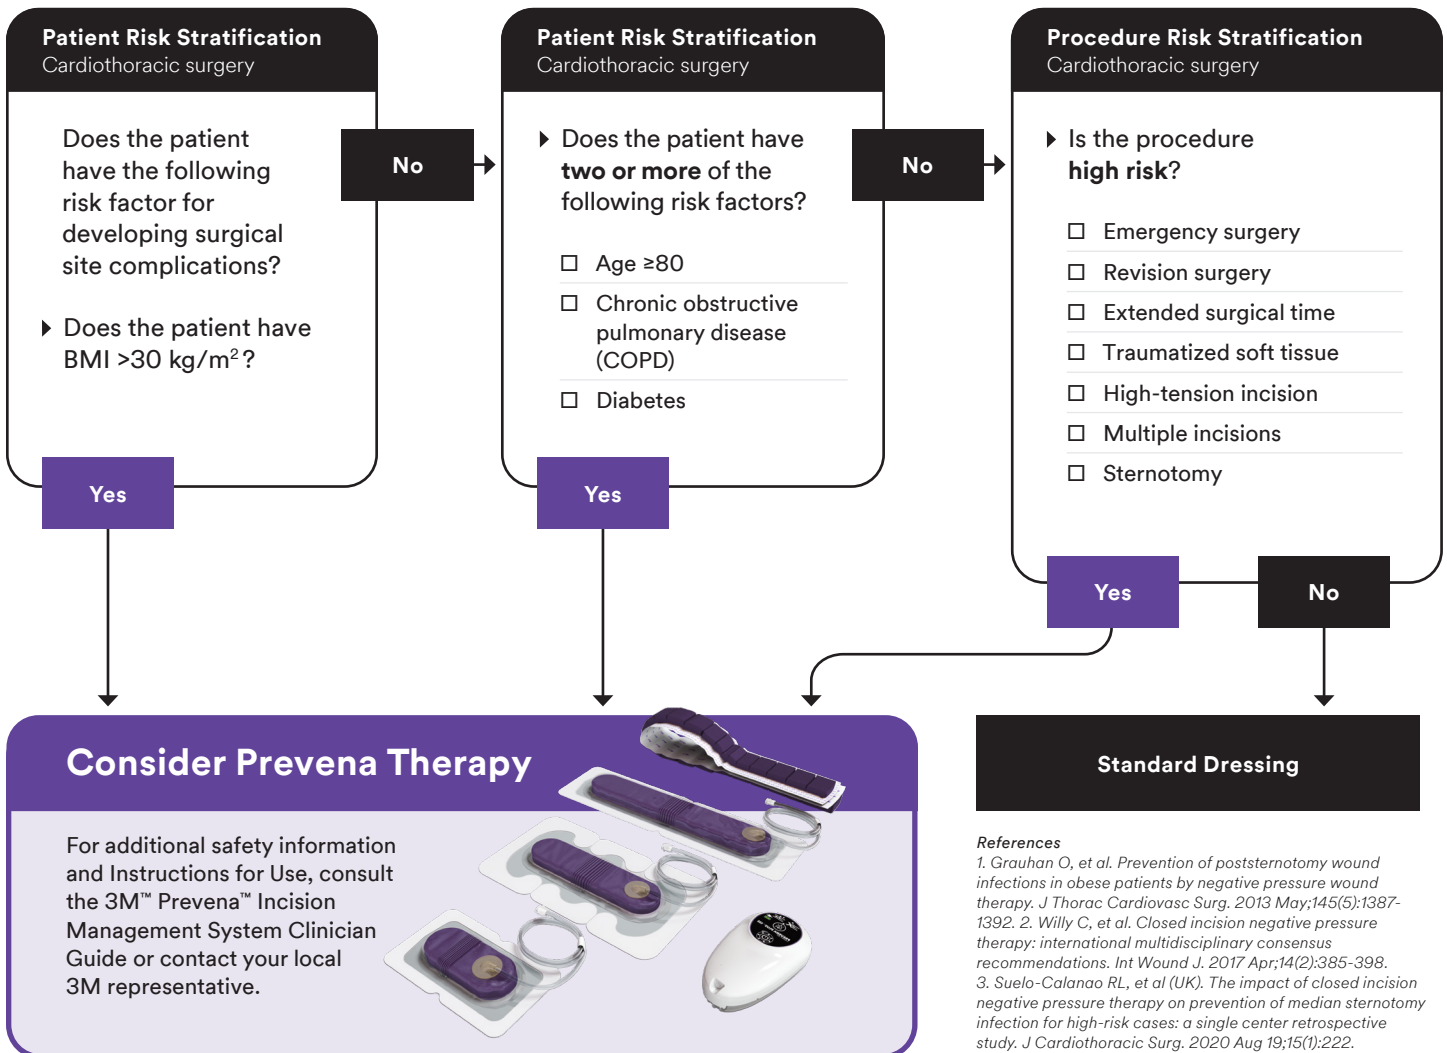 Patient Risk Stratification
Cardiothoracic surgery
Does the patient
have the following
risk factor for
developing surgical
site complications?
Does the patient have
BMI >30 kg/m²?
No
Yes
Patient Risk Stratification
Cardiothoracic surgery
Does the patient have
two or more of the
following risk factors?
Age ≥80
Chronic obstructive
pulmonary disease
(COPD)
Diabetes
No
Yes
Procedure Risk Stratification
Cardiothoracic surgery
Is the procedure
high risk?
Emergency surgery
Revision surgery
Extended surgical time
Traumatized soft tissue
High-tension incision
Multiple incisions
Sternotomy
Yes
No
Consider Prevena Therapy
For additional safety information
and Instructions for Use, consult
the 3M™ Prevena™ Incision
Management System Clinician
Guide or contact your local
3M representative.
Standard Dressing
References
1. Grauhan O, et al. Prevention of poststernotomy wound
infections in obese patients by negative pressure wound
therapy. J Thorac Cardiovasc Surg. 2013 May;145(5):1387-
1392. 2. Willy C, et al. Closed incision negative pressure
therapy: international multidisciplinary consensus
recommendations. Int Wound J. 2017 Apr;14(2):385-398.
3. Suelo-Calanao RL, et al (UK). The impact of closed incision
negative pressure therapy on prevention of median sternotomy
infection for high-risk cases: a single center retrospective
study. J Cardiothoracic Surg. 2020 Aug 19;15(1):222.